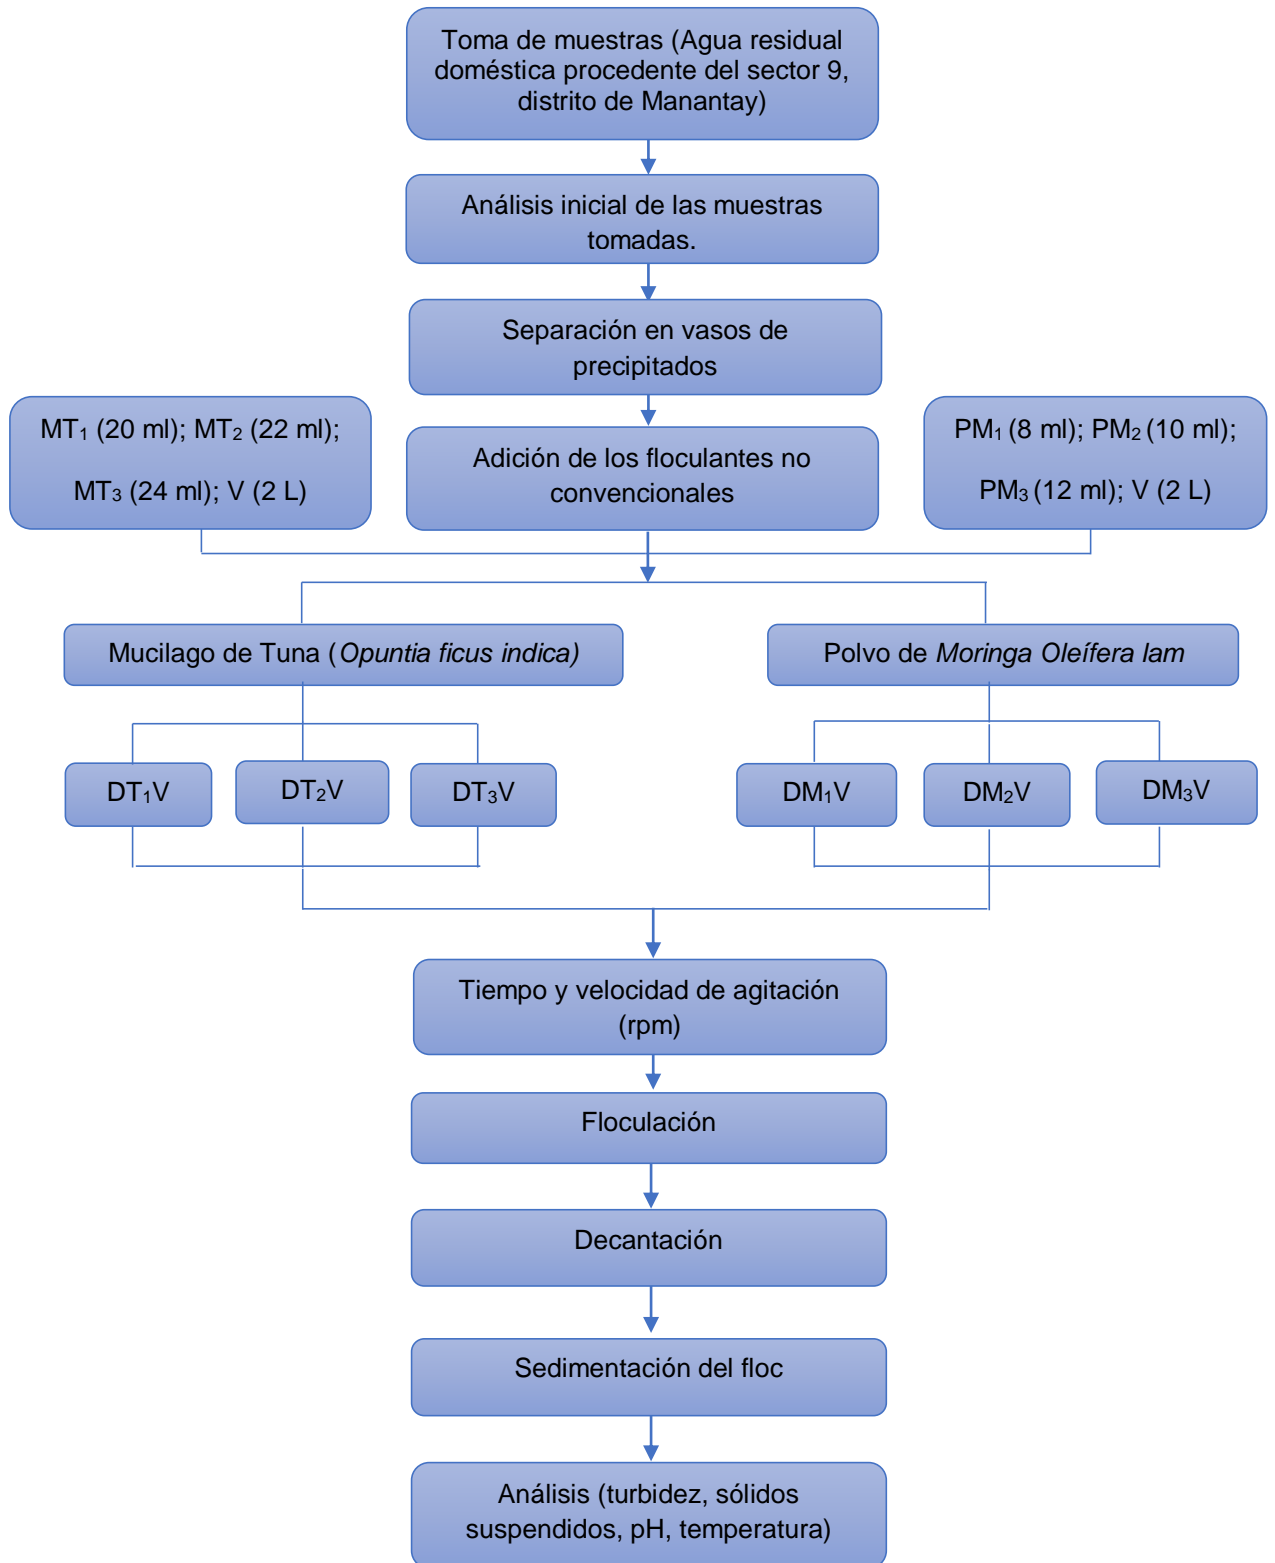 Toma de muestras (Agua residual
doméstica procedente del sector 9,
distrito de Manantay)
Análisis inicial de las muestras
tomadas.
Separación en vasos de
precipitados
MT₁ (20 ml); MT₂ (22 ml);
MT₃ (24 ml); V (2 L)
Adición de los floculantes no
convencionales
PM₁ (8 ml); PM₂ (10 ml);
PM₃ (12 ml); V (2 L)
Mucilago de Tuna (Opuntia ficus indica)
Polvo de Moringa Oleífera lam
DT₁V
DT₂V
DT₃V
DM₁V
DM₂V
DM₃V
Tiempo y velocidad de agitación
(rpm)
Floculación
Decantación
Sedimentación del floc
Análisis (turbidez, sólidos
suspendidos, pH, temperatura)